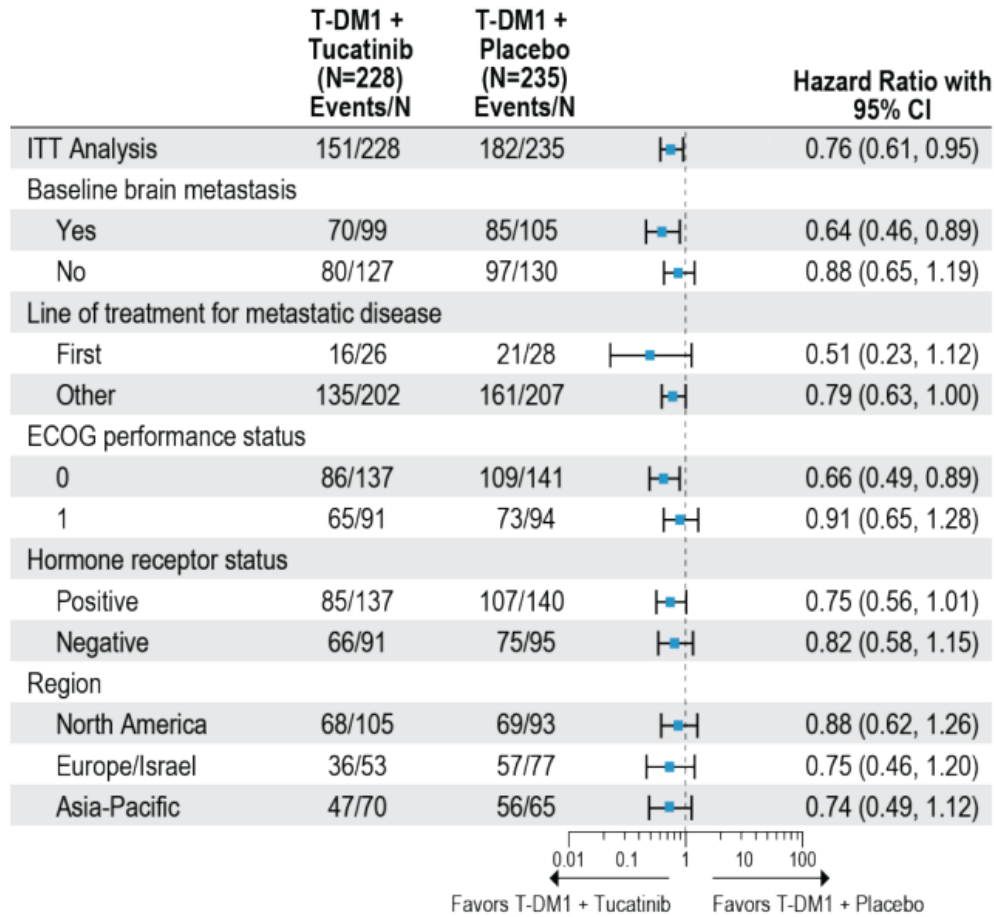 T-DM1 + Tucatinib (N=228) Events/N T-DM1 + Placebo (N=235) Events/N Hazard Ratio with 95% CI
ITT Analysis 151/228 182/235 0.76 (0.61, 0.95)
Baseline brain metastasis
Yes 70/99 85/105 0.64 (0.46, 0.89)
No 80/127 97/130 0.88 (0.65, 1.19)
Line of treatment for metastatic disease
First 16/26 21/28 0.51 (0.23, 1.12)
Other 135/202 161/207 0.79 (0.63, 1.00)
ECOG performance status
0 86/137 109/141 0.66 (0.49, 0.89)
1 65/91 73/94 0.91 (0.65, 1.28)
Hormone receptor status
Positive 85/137 107/140 0.75 (0.56, 1.01)
Negative 66/91 75/95 0.82 (0.58, 1.15)
Region
North America 68/105 69/93 0.88 (0.62, 1.26)
Europe/Israel 36/53 57/77 0.75 (0.46, 1.20)
Asia-Pacific 47/70 56/65 0.74 (0.49, 1.12)
0.01 0.1 1 10 100
Favors T-DM1 + Tucatinib Favors T-DM1 + Placebo